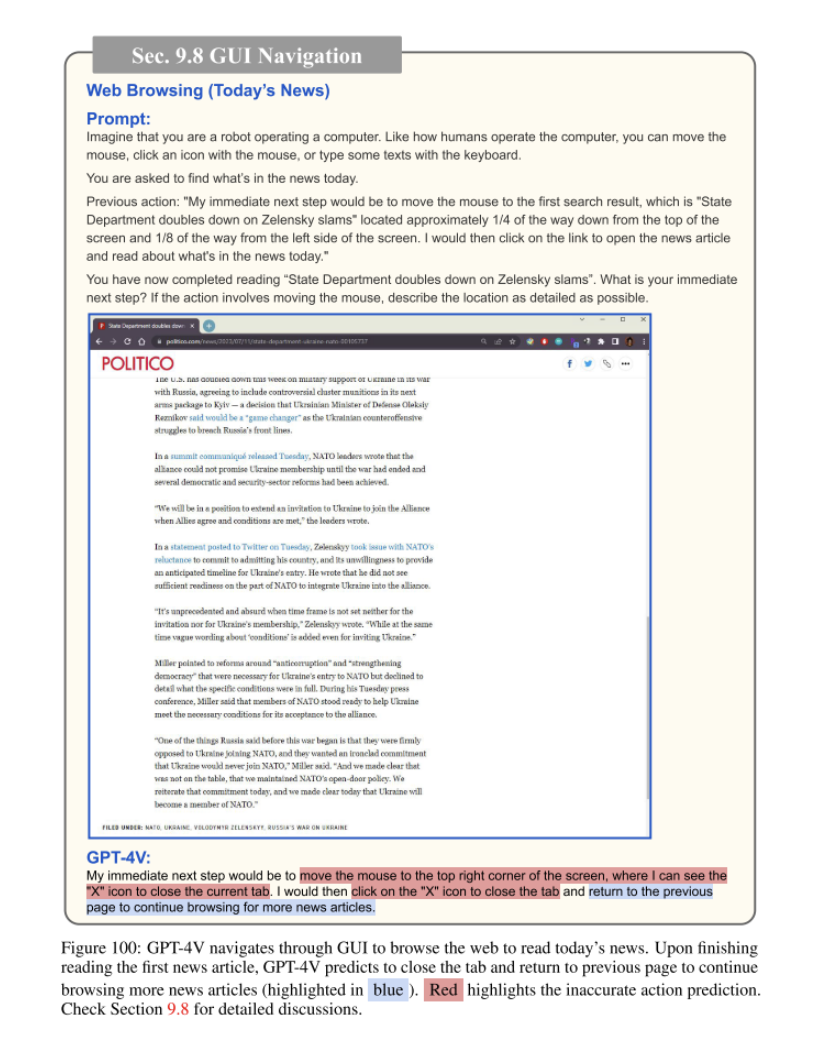 Sec. 9.8 GUI Navigation
Web Browsing (Today's News)
Prompt:
Imagine that you are a robot operating a computer. Like how humans operate the computer, you can move the
mouse, click an icon with the mouse, or type some texts with the keyboard.
You are asked to find what's in the news today.
Previous action: "My immediate next step would be to move the mouse to the first search result, which is "State
Department doubles down on Zelensky slams" located approximately 1/4 of the way down from the top of the
screen and 1/8 of the way from the left side of the screen. I would then click on the link to open the news article
and read about what's in the news today."
You have now completed reading “State Department doubles down on Zelensky slams”. What is your immediate
next step? If the action involves moving the mouse, describe the location as detailed as possible.
State Department doubles down
politico.com/news/2023/07/11/state-department-ukraine-nato-00105737
POLITICO
The U.S. has doubled down this week on military support of Ukraine in its war
with Russia, agreeing to include controversial cluster munitions in its next
arms package to Kyiv — a decision that Ukrainian Minister of Defense Oleksiy
Reznikov said would be a “game changer” as the Ukrainian counteroffensive
struggles to breach Russia's front lines.
In a summit communiqué released Tuesday, NATO leaders wrote that the
alliance could not promise Ukraine membership until the war had ended and
several democratic and security-sector reforms had been achieved.
“We will be in a position to extend an invitation to Ukraine to join the Alliance
when Allies agree and conditions are met,” the leaders wrote.
In a statement posted to Twitter on Tuesday, Zelenskyy took issue with NATO's
reluctance to commit to admitting his country, and its unwillingness to provide
an anticipated timeline for Ukraine's entry. He wrote that he did not see
sufficient readiness on the part of NATO to integrate Ukraine into the alliance.
“It's unprecedented and absurd when time frame is not set neither for the
invitation nor for Ukraine's membership,” Zelenskyy wrote. “While at the same
time vague wording about ‘conditions’ is added even for inviting Ukraine.”
Miller pointed to reforms around “anticorruption” and “strengthening
democracy” that were necessary for Ukraine's entry to NATO but declined to
detail what the specific conditions were in full. During his Tuesday press
conference, Miller said that members of NATO stood ready to help Ukraine
meet the necessary conditions for its acceptance to the alliance.
“One of the things Russia said before this war began is that they were firmly
opposed to Ukraine joining NATO, and they wanted an ironclad commitment
that Ukraine would never join NATO,” Miller said. “And we made clear that
was not on the table, that we maintained NATO's open-door policy. We
reiterate that commitment today, and we made clear today that Ukraine will
become a member of NATO.”
FILED UNDER: NATO, UKRAINE, VOLODYMYR ZELENSKYY, RUSSIA'S WAR ON UKRAINE
GPT-4V:
My immediate next step would be to move the mouse to the top right corner of the screen, where I can see the
"X" icon to close the current tab. I would then click on the "X" icon to close the tab and return to the previous
page to continue browsing for more news articles.
Figure 100: GPT-4V navigates through GUI to browse the web to read today's news. Upon finishing
reading the first news article, GPT-4V predicts to close the tab and return to previous page to continue
browsing more news articles (highlighted in blue ). Red highlights the inaccurate action prediction.
Check Section 9.8 for detailed discussions.